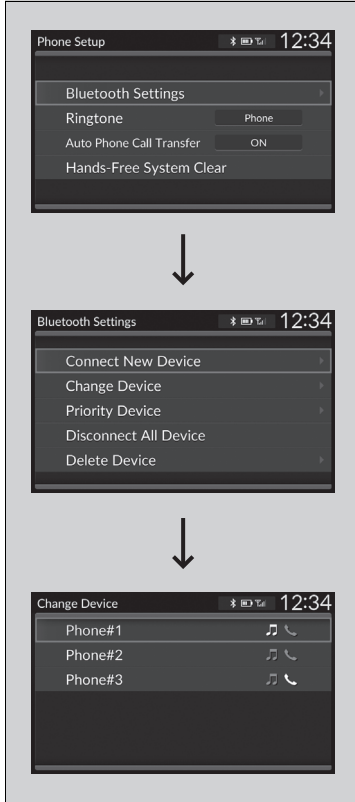 Phone Setup 12:34
Bluetooth Settings
Ringtone Phone
Auto Phone Call Transfer ON
Hands-Free System Clear
Bluetooth Settings 12:34
Connect New Device
Change Device
Priority Device
Disconnect All Device
Delete Device
Change Device 12:34
Phone#1
Phone#2
Phone#3